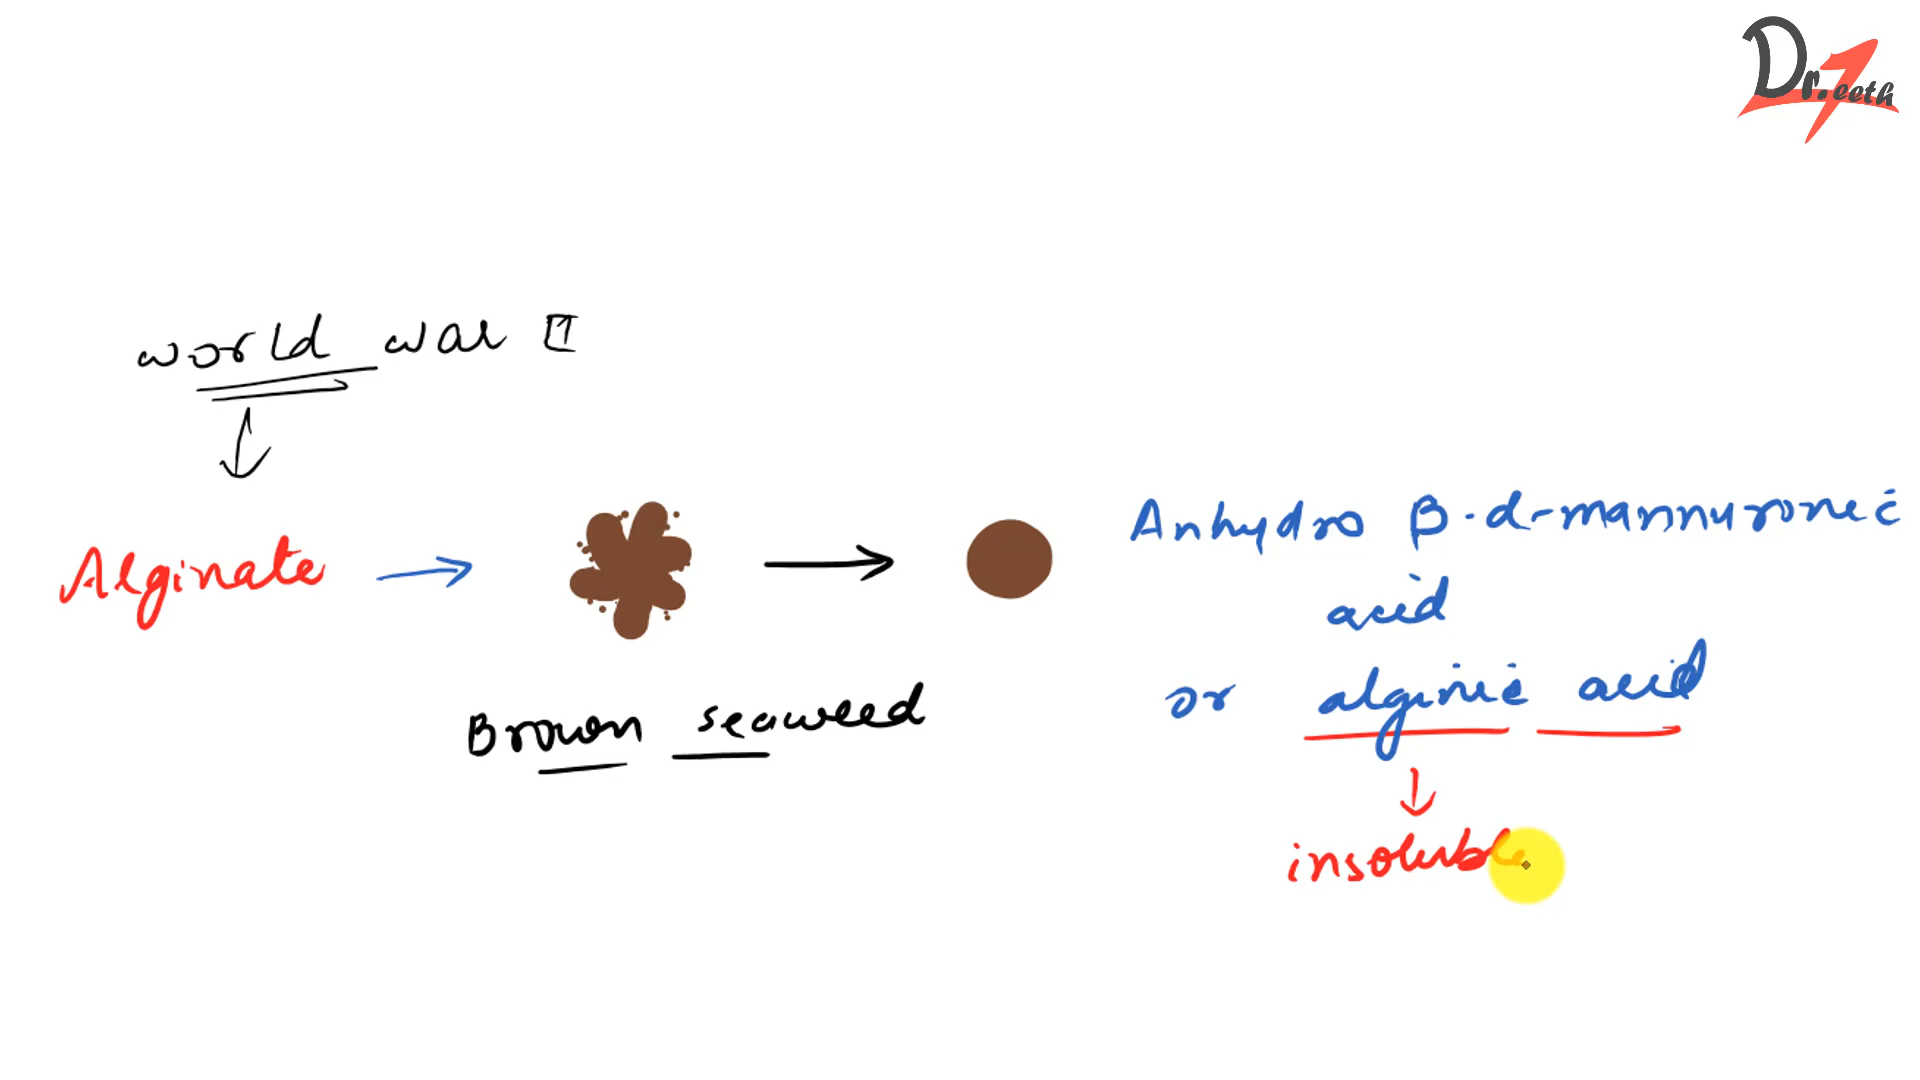 Dr.Teeth
world war II
Alginate
Brown seaweed
Anhydro β-d-mannuronic
acid
or alginic acid
insoluble